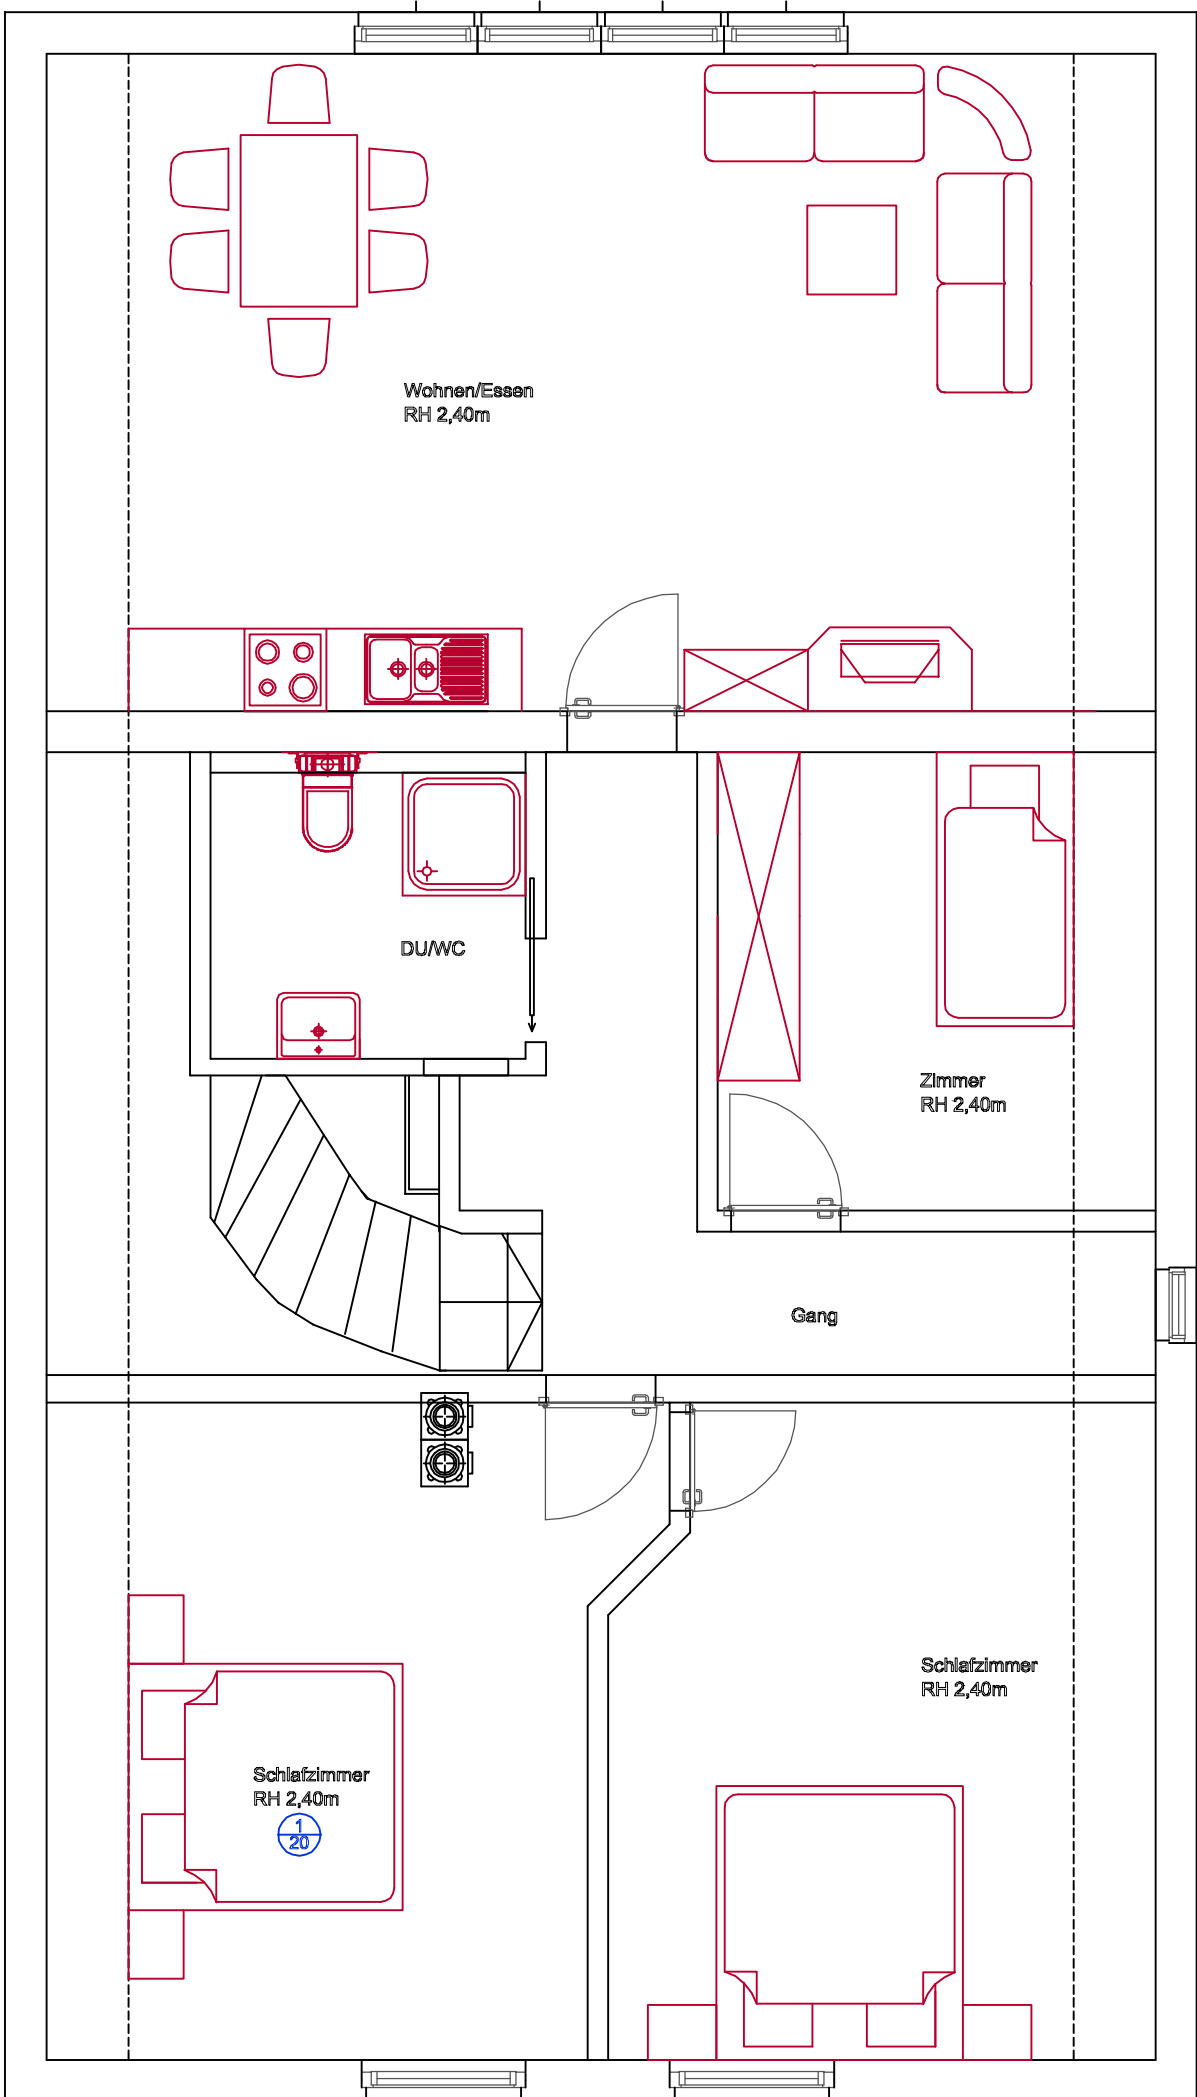 Wohnen/Essen
RH 2,40m
DU/WC
Zimmer
RH 2,40m
Gang
Schlafzimmer
RH 2,40m
Schlafzimmer
RH 2,40m
1
20